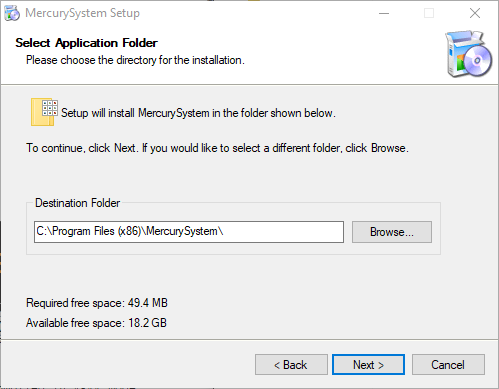 MercurySystem Setup
Select Application Folder
Please choose the directory for the installation.
Setup will install MercurySystem in the folder shown below.
To continue, click Next. If you would like to select a different folder, click Browse.
Destination Folder
C:\Program Files (x86)\MercurySystem\
Browse...
Required free space: 49.4 MB
Available free space: 18.2 GB
< Back
Next >
Cancel